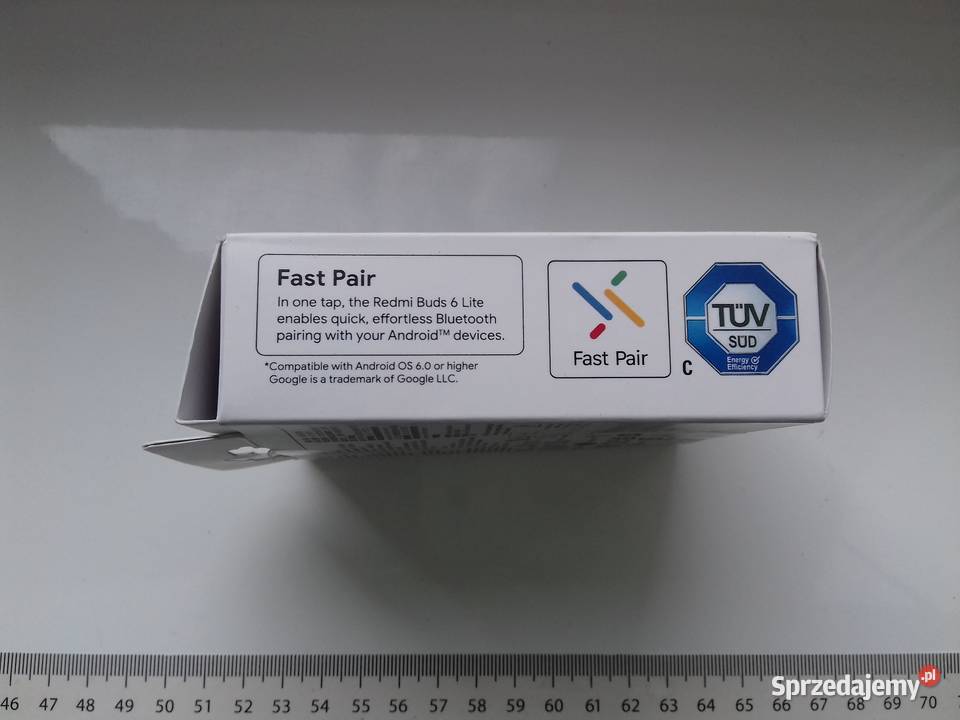 Fast Pair
In one tap, the Redmi Buds 6 Lite
enables quick, effortless Bluetooth
pairing with your Android™ devices.
*Compatible with Android OS 6.0 or higher
Google is a trademark of Google LLC.
Fast Pair
C
TÜV
SÜD
Energy
Efficiency
46 47 48 49 50 51 52 53 54 55 56 57 58 59 60 61 62 63 64 65 66 67 68 69 70
Sprzedajemy.pl